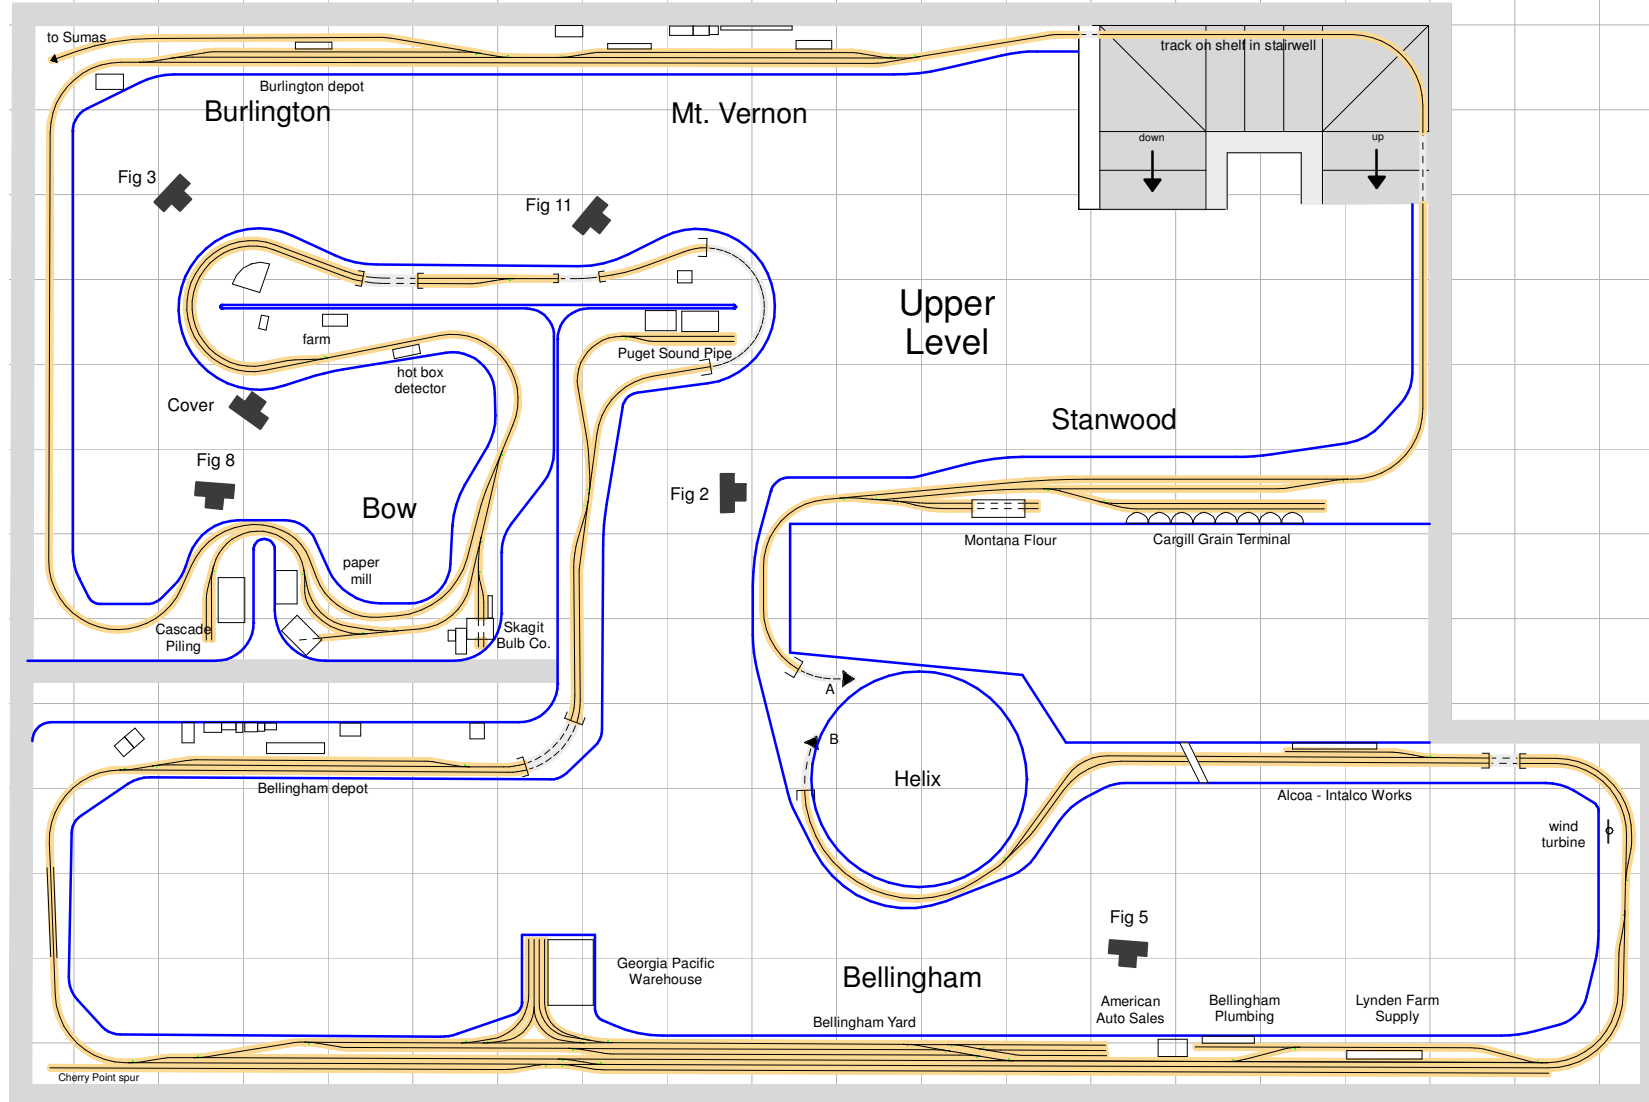 to Sumas
track on shelf in stairwell
Burlington depot
Burlington
Mt. Vernon
down
up
Fig 3
Fig 11
Upper
Level
farm
Puget Sound Pipe
hot box
detector
Cover
Stanwood
Fig 8
Fig 2
Bow
Montana Flour
Cargill Grain Terminal
paper
mill
Cascade
Piling
Skagit
Bulb Co.
A
B
Helix
Bellingham depot
Alcoa - Intalco Works
wind
turbine
Fig 5
Georgia Pacific
Warehouse
Bellingham
American
Auto Sales
Bellingham
Plumbing
Lynden Farm
Supply
Bellingham Yard
Cherry Point spur